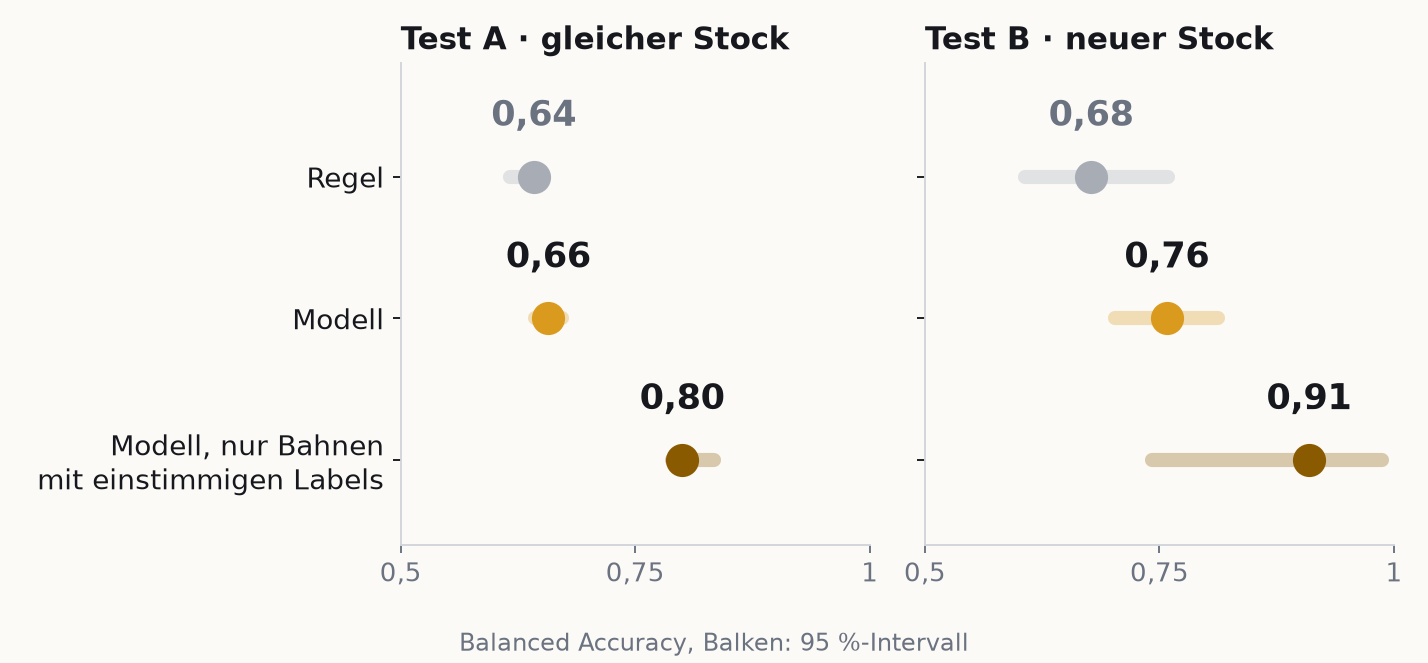 Test A · gleicher Stock
Test B · neuer Stock
0,64
0,68
Regel
0,66
0,76
Modell
0,80
0,91
Modell, nur Bahnen
mit einstimmigen Labels
0,5 0,75 1
0,5 0,75 1
Balanced Accuracy, Balken: 95 %-Intervall